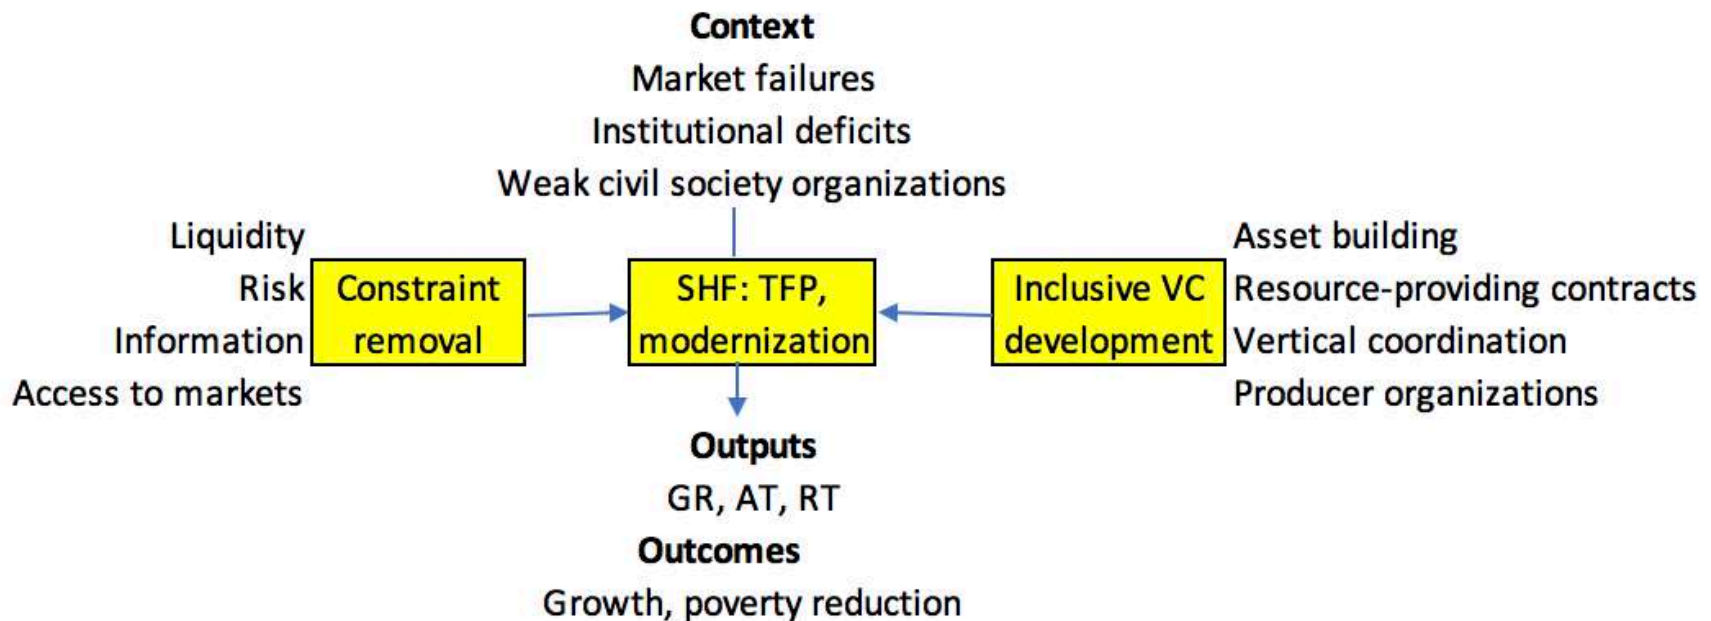 Context
Market failures
Institutional deficits
Weak civil society organizations
Liquidity
Risk
Information
Access to markets
Constraint
removal
SHF: TFP,
modernization
Inclusive VC
development
Asset building
Resource-providing contracts
Vertical coordination
Producer organizations
Outputs
GR, AT, RT
Outcomes
Growth, poverty reduction